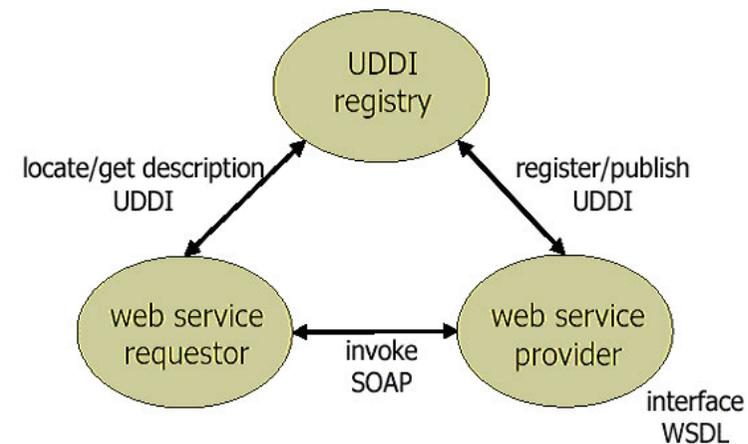 UDDI
registry
locate/get description
UDDI
register/publish
UDDI
web service
requestor
invoke
SOAP
web service
provider
interface
WSDL